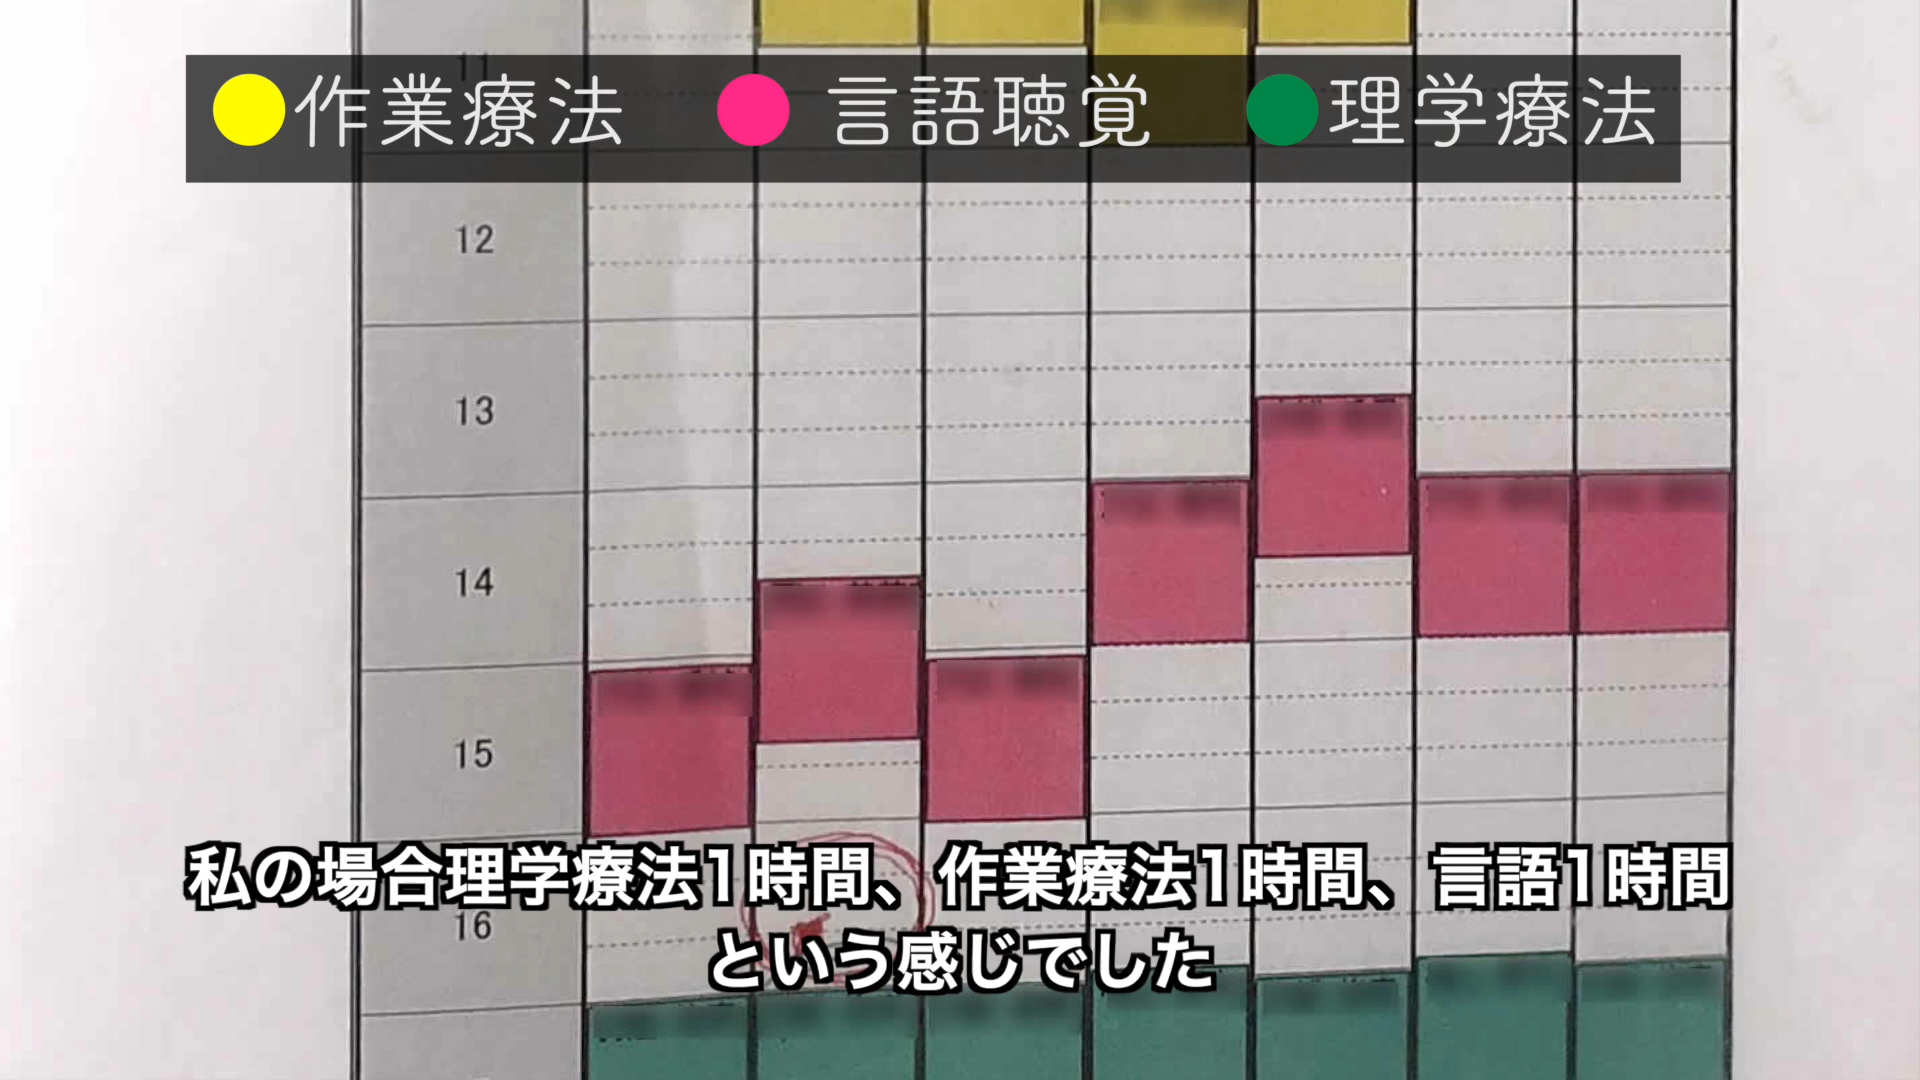 11
作業療法 言語聴覚 理学療法
12
13
14
15
私の場合理学療法1時間、作業療法1時間、言語1時間
16
という感じでした